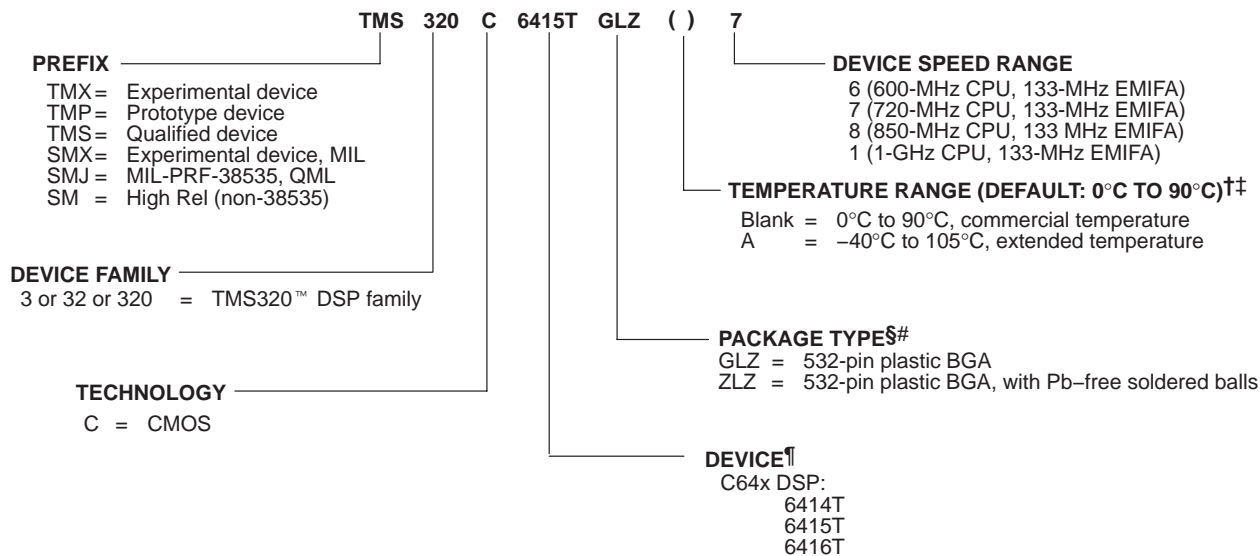 TMS 320 C 6415T GLZ ( ) 7
PREFIX
TMX = Experimental device
TMP = Prototype device
TMS = Qualified device
SMX = Experimental device, MIL
SMJ = MIL-PRF-38535, QML
SM = High Rel (non-38535)
DEVICE SPEED RANGE
6 (600-MHz CPU, 133-MHz EMIFA)
7 (720-MHz CPU, 133-MHz EMIFA)
8 (850-MHz CPU, 133 MHz EMIFA)
1 (1-GHz CPU, 133-MHz EMIFA)
TEMPERATURE RANGE (DEFAULT: 0°C TO 90°C)†‡
Blank = 0°C to 90°C, commercial temperature
A = −40°C to 105°C, extended temperature
DEVICE FAMILY
3 or 32 or 320 = TMS320™ DSP family
PACKAGE TYPE§#
GLZ = 532-pin plastic BGA
ZLZ = 532-pin plastic BGA, with Pb−free soldered balls
TECHNOLOGY
C = CMOS
DEVICE¶
C64x DSP:
6414T
6415T
6416T